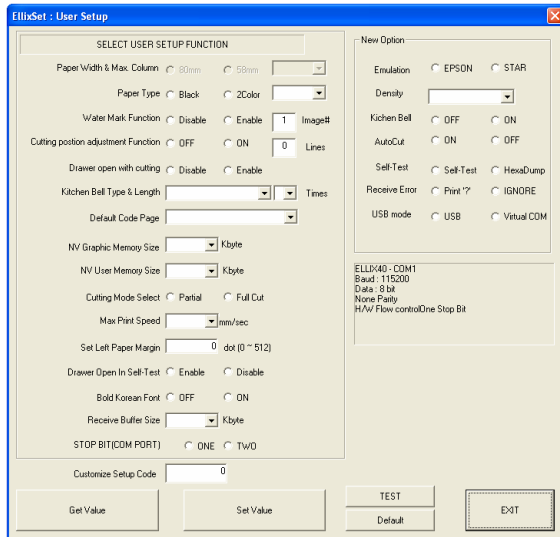 EllixSet : User Setup
SELECT USER SETUP FUNCTION
Paper Width & Max. Column 80mm 58mm
Paper Type Black 2Color
Water Mark Function Disable Enable 1 Image#
Cutting postion adjustment Function OFF ON 0 Lines
Drawer open with cutting Disable Enable
Kitchen Bell Type & Length Times
Default Code Page
NV Graphic Memory Size Kbyte
NV User Memory Size Kbyte
Cutting Mode Select Partial Full Cut
Max Print Speed mm/sec
Set Left Paper Margin 0 dot (0 ~ 512)
Drawer Open In Self-Test Enable Disable
Bold Korean Font OFF ON
Receive Buffer Size Kbyte
STOP BIT(COM PORT) ONE TWO
Customize Setup Code 0
Get Value
Set Value
New Option
Emulation EPSON STAR
Density
Kichen Bell OFF ON
AutoCut ON OFF
Self-Test Self-Test HexaDump
Receive Error Print '?' IGNORE
USB mode USB Virtual COM
ELLIX40 - COM1
Baud : 115200
Data : 8 bit
None Parity
H/W Flow controlOne Stop Bit
TEST
Default
EXIT